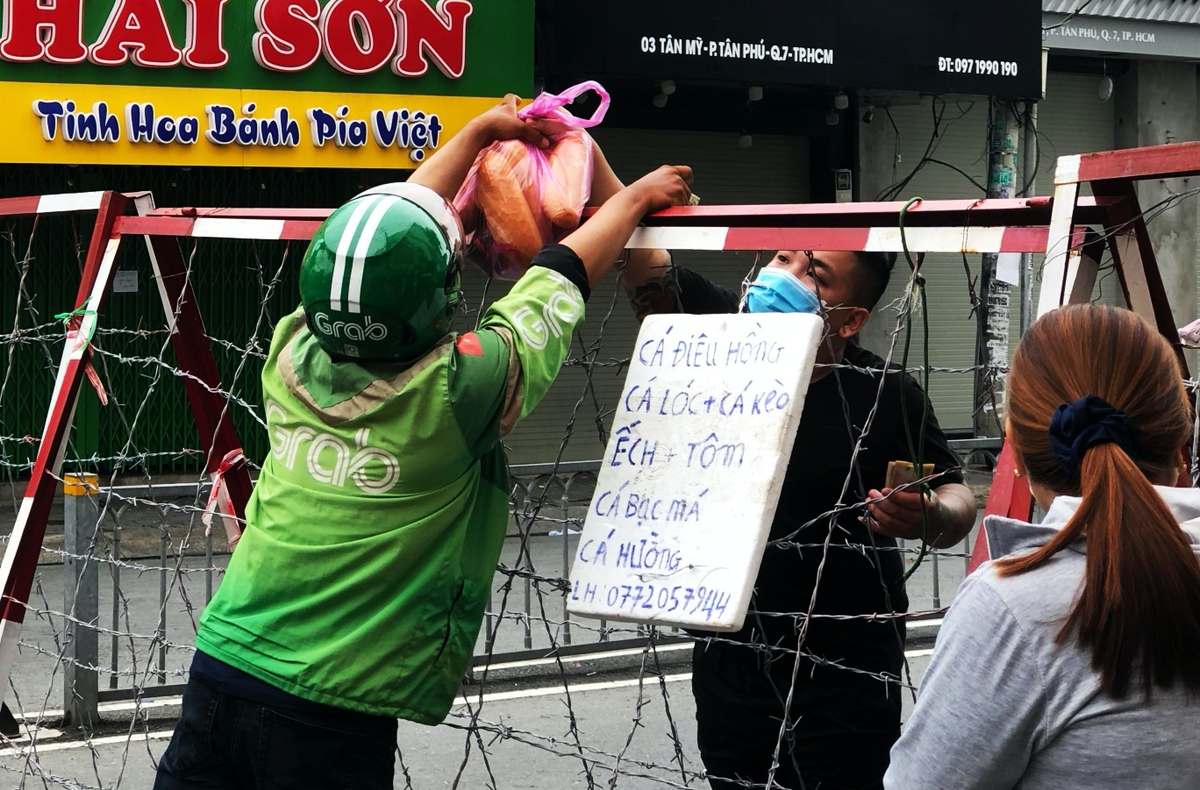 HẢI SƠN
Tinh Hoa Bánh Pía Việt
03 TÂN MỸ-P. TÂN PHÚ-Q.7-TP.HCM
ĐT: 097 1990 190
P. TÂN PHÚ, Q. 7, TP. HCM
Grab
Grab
Grab
CÁ ĐIÊU HỒNG
CÁ LÓC + CÁ KÈO
ẾCH + TÔM
CÁ BẠC MÁ
CÁ HƯỜNG
LH: 0772057944